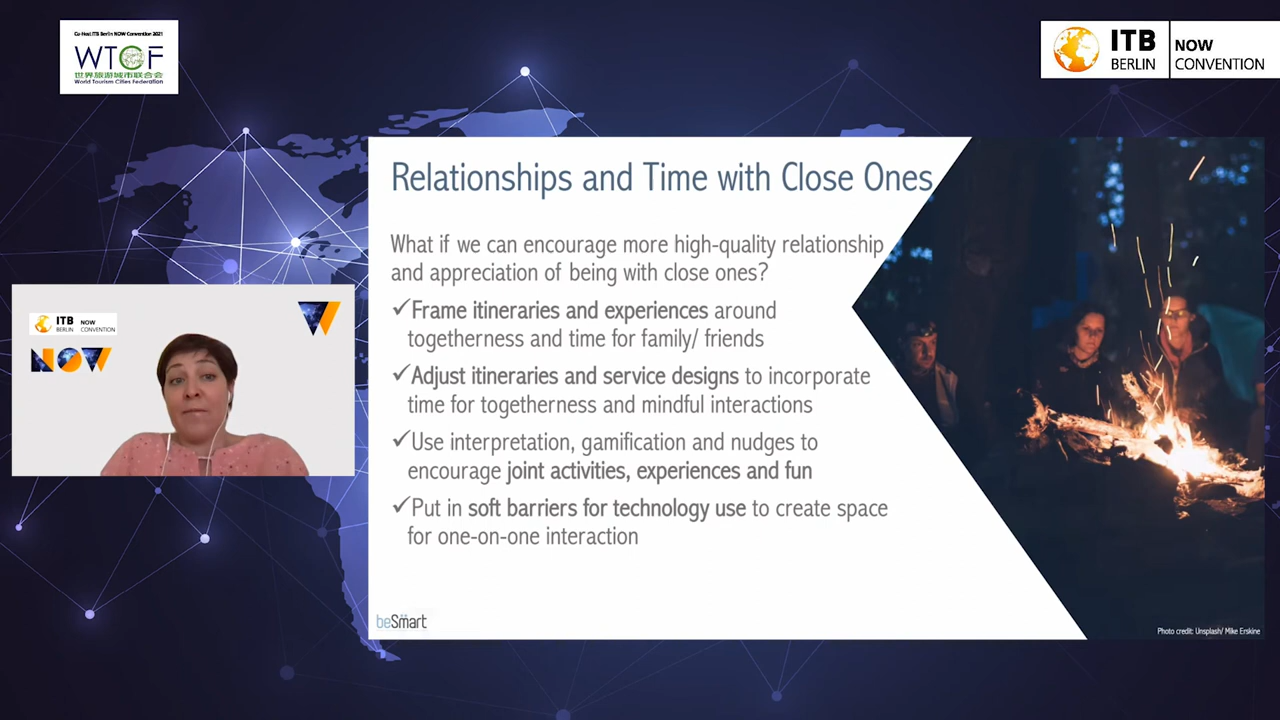 Co-Host ITB Berlin NOW Convention 2021
WTCF
世界旅游城市联合会
World Tourism Cities Federation
ITB
BERLIN
NOW
CONVENTION
Relationships and Time with Close Ones
What if we can encourage more high-quality relationship
and appreciation of being with close ones?
✓Frame itineraries and experiences around
togetherness and time for family/ friends
✓Adjust itineraries and service designs to incorporate
time for togetherness and mindful interactions
✓Use interpretation, gamification and nudges to
encourage joint activities, experiences and fun
✓Put in soft barriers for technology use to create space
for one-on-one interaction
beSmart
Photo credit: Unsplash/ Mike Erskine
ITB
BERLIN
NOW
CONVENTION
NOW